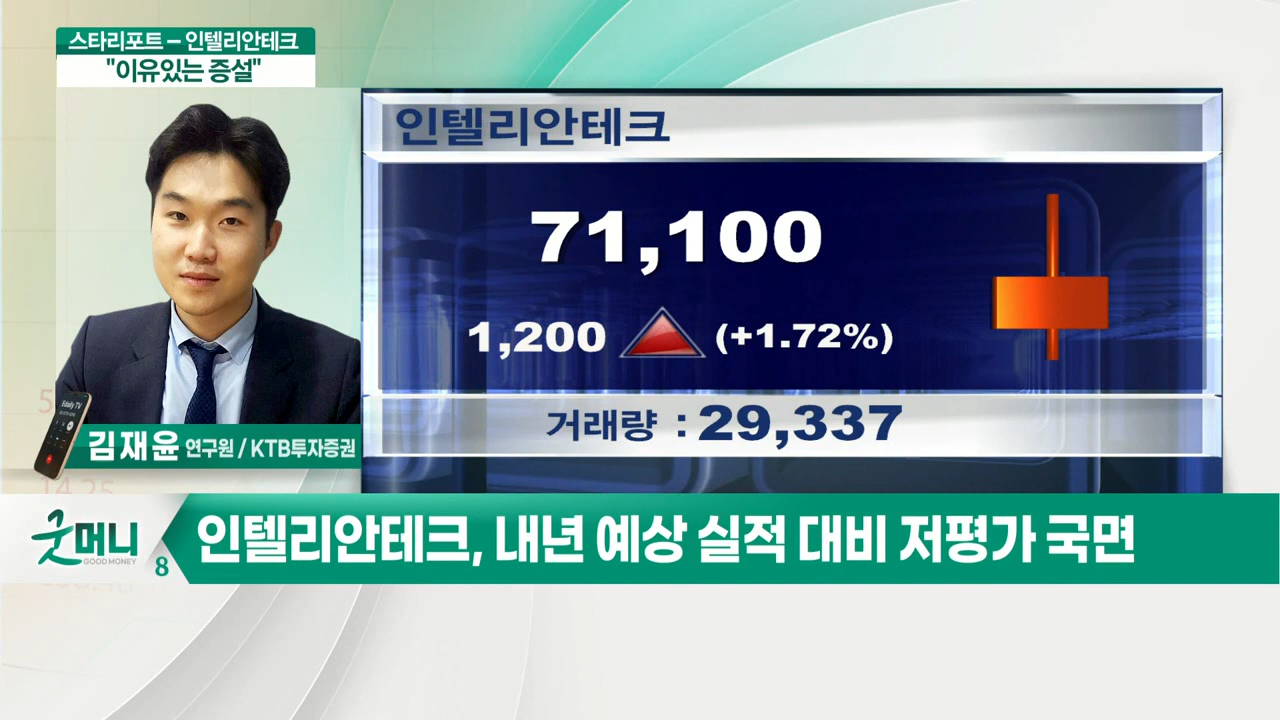 스타리포트 – 인텔리안테크
"이유있는 증설"
인텔리안테크
71,100
1,200 ▲ (+1.72%)
거래량 : 29,337
Edaily TV
김재윤 연구원 / KTB투자증권
굿머니
GOOD MONEY
8
인텔리안테크, 내년 예상 실적 대비 저평가 국면